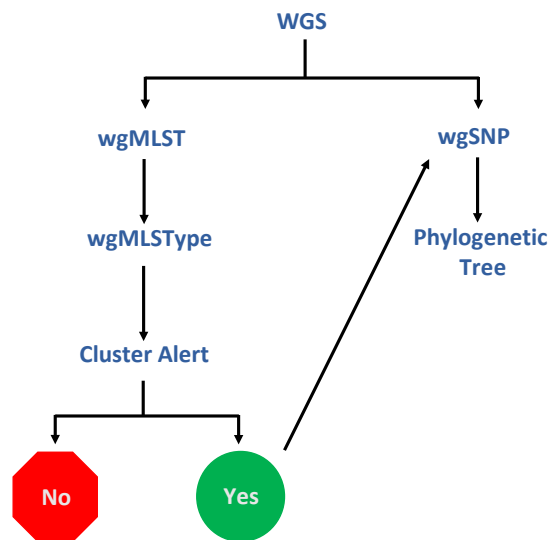 WGS
wgMLST
wgSNP
wgMLSType
Phylogenetic
Tree
Cluster Alert
No
Yes